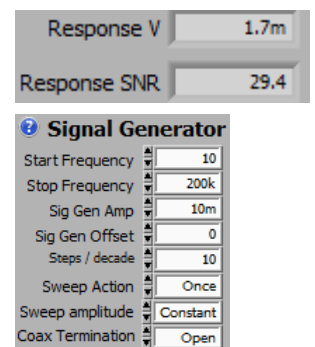 Response V 1.7m
Response SNR 29.4
? Signal Generator
Start Frequency 10
Stop Frequency 200k
Sig Gen Amp 10m
Sig Gen Offset 0
Steps / decade 10
Sweep Action Once
Sweep amplitude Constant
Coax Termination Open